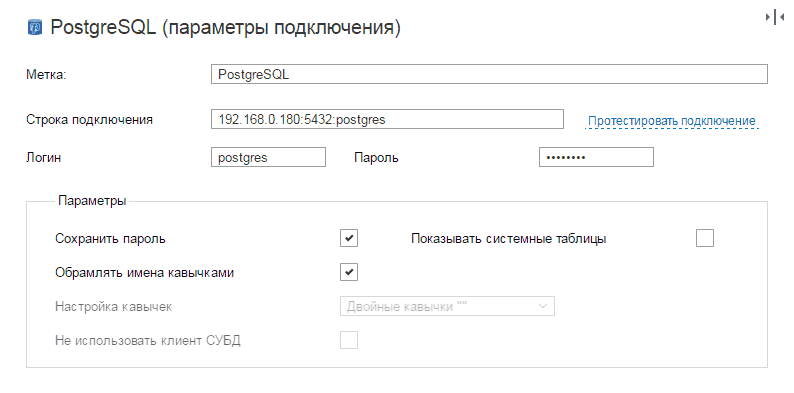 PostgreSQL (параметры подключения)
Метка: PostgreSQL
Строка подключения 192.168.0.180:5432:postgres Протестировать подключение
Логин postgres Пароль ••••••••
Параметры
Сохранить пароль Показывать системные таблицы
Обрамлять имена кавычками
Настройка кавычек Двойные кавычки ""
Не использовать клиент СУБД